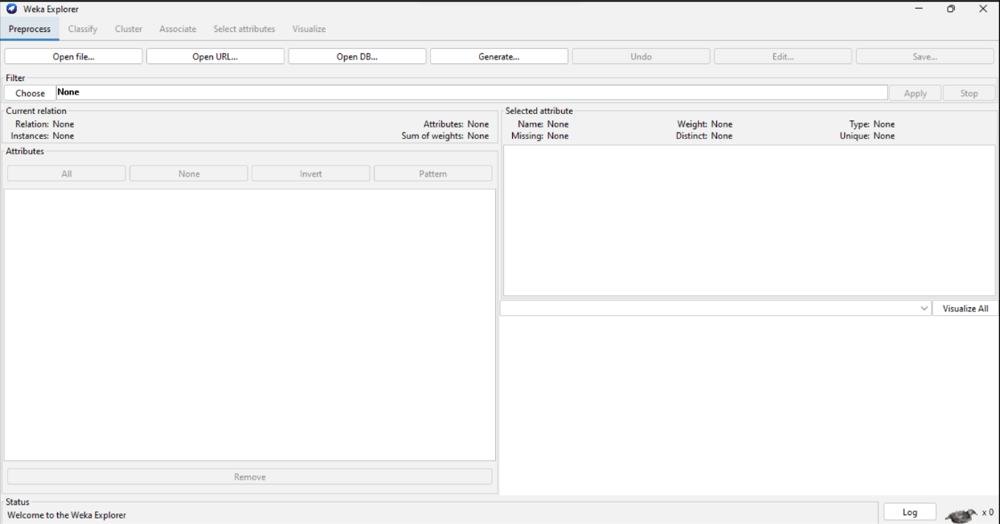 Weka Explorer
Preprocess Classify Cluster Associate Select attributes Visualize
Open file... Open URL... Open DB... Generate... Undo Edit... Save...
Filter
Choose None Apply Stop
Current relation
Relation: None Attributes: None
Instances: None Sum of weights: None
Attributes
All None Invert Pattern
Remove
Selected attribute
Name: None Weight: None Type: None
Missing: None Distinct: None Unique: None
Visualize All
Status
Welcome to the Weka Explorer
Log x 0